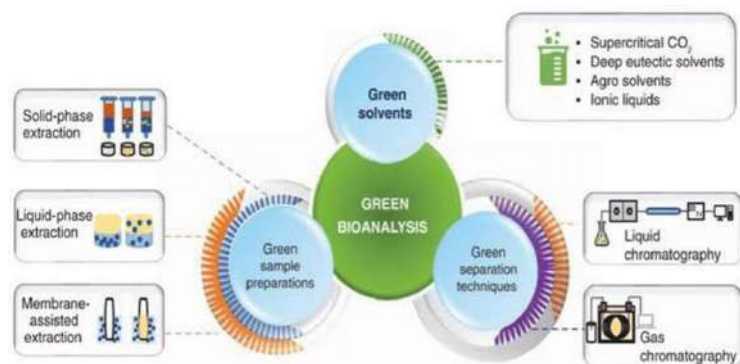 Green
solvents
• Supercritical CO₂
• Deep eutectic solvents
• Agro solvents
• Ionic liquids
Solid-phase
extraction
Liquid-phase
extraction
Membrane-
assisted
extraction
GREEN
BIOANALYSIS
Green
sample
preparations
Green
separation
techniques
Liquid
chromatography
Gas
chromatography